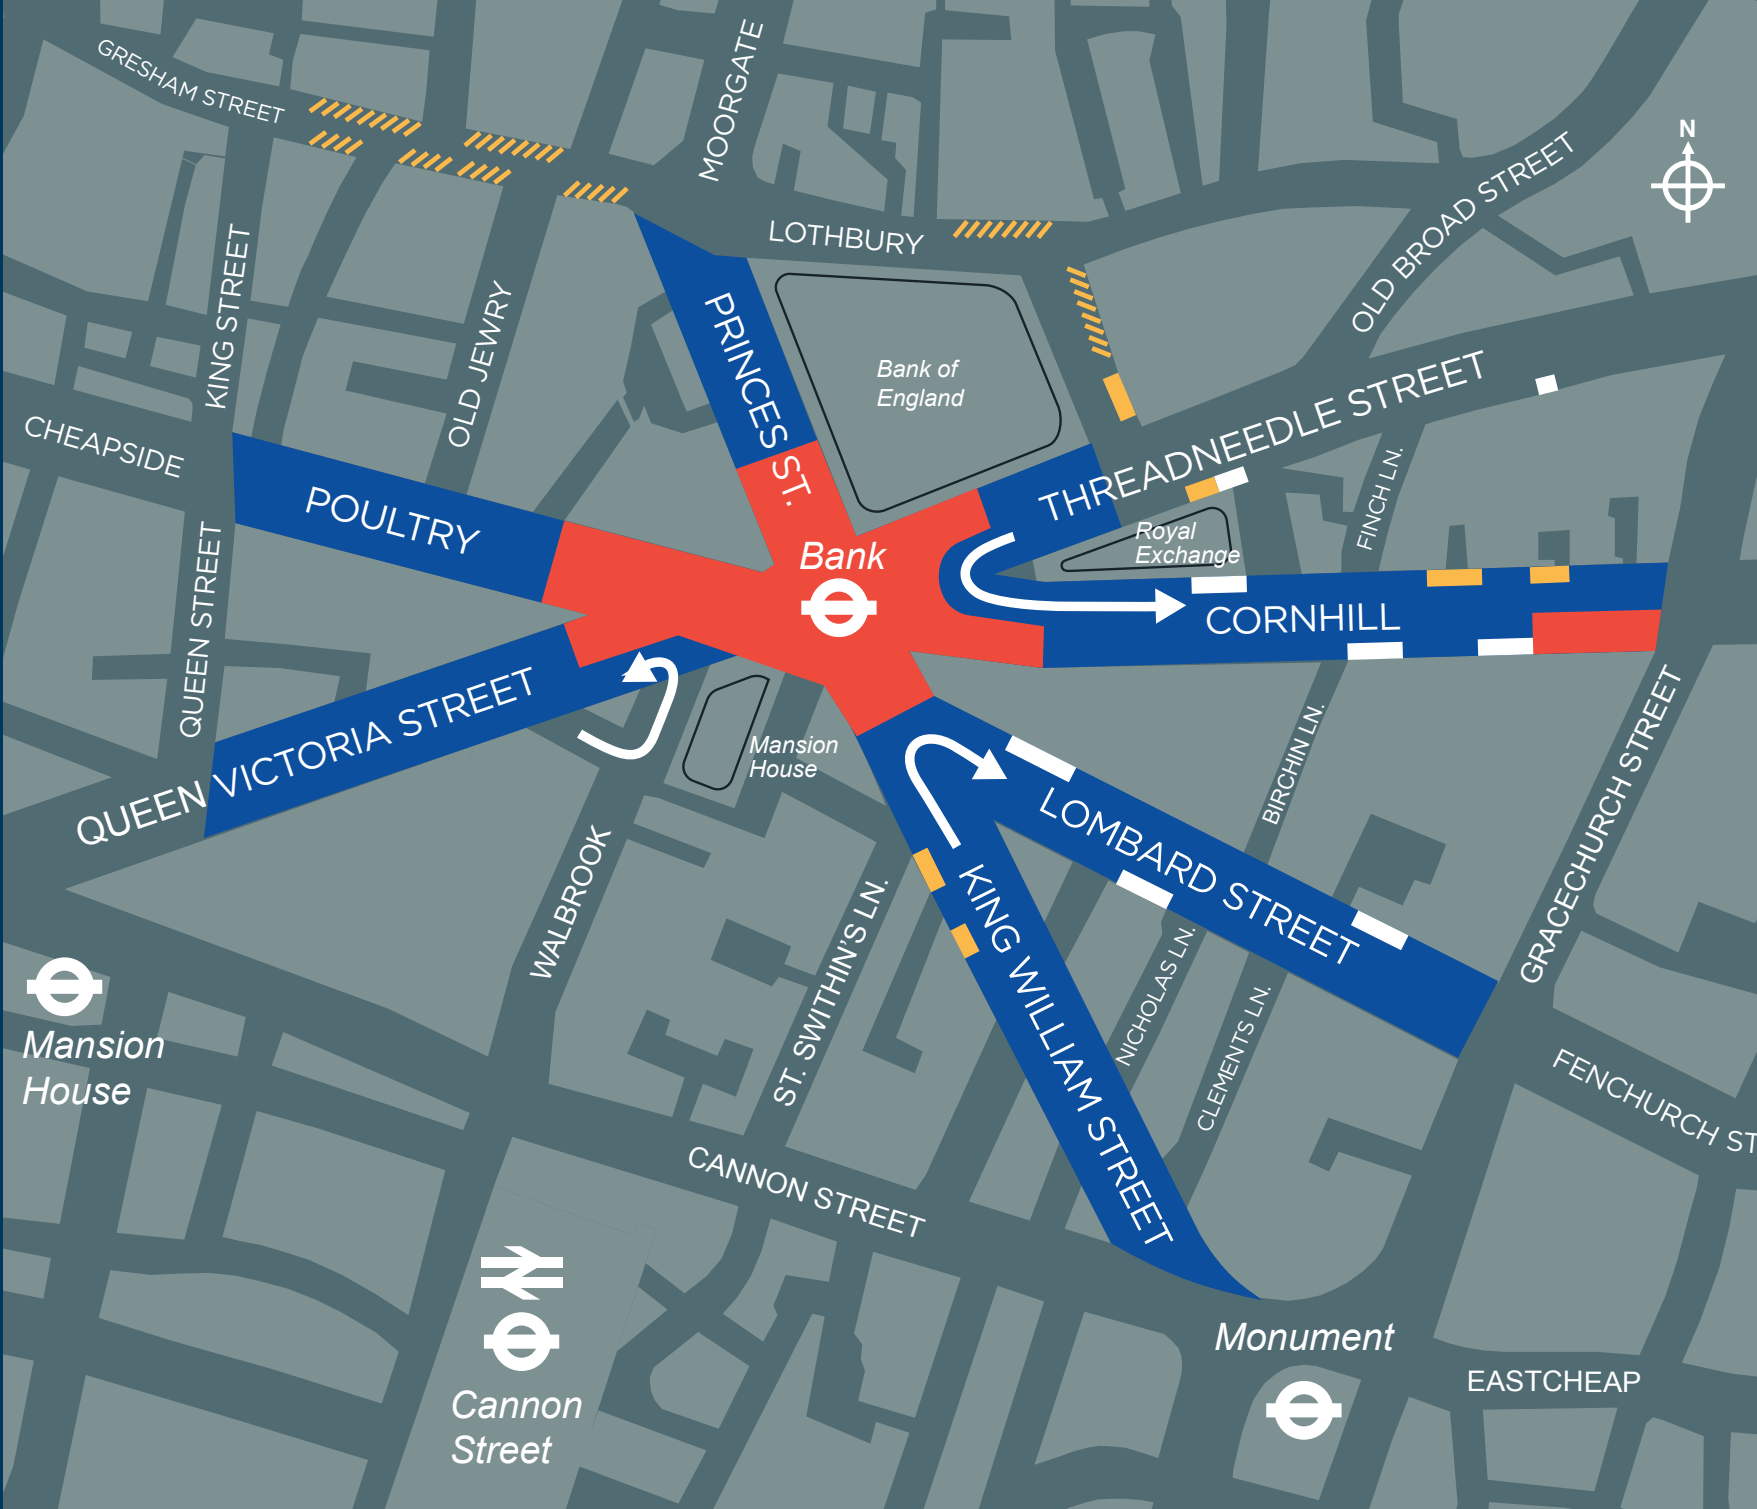 GRESHAM STREET
MOORGATE
N
LOTHBURY
OLD BROAD STREET
KING STREET
OLD JEWRY
PRINCES ST.
Bank of
England
THREADNEEDLE STREET
CHEAPSIDE
POULTRY
FINCH LN.
Royal
Exchange
Bank
CORNHILL
QUEEN STREET
QUEEN VICTORIA STREET
Mansion
House
BIRCHIN LN.
GRACECHURCH STREET
LOMBARD STREET
WALBROOK
ST. SWITHIN'S LN.
KING WILLIAM STREET
NICHOLAS LN.
CLEMENTS LN.
Mansion
House
FENCHURCH ST
CANNON STREET
Monument
EASTCHEAP
Cannon
Street